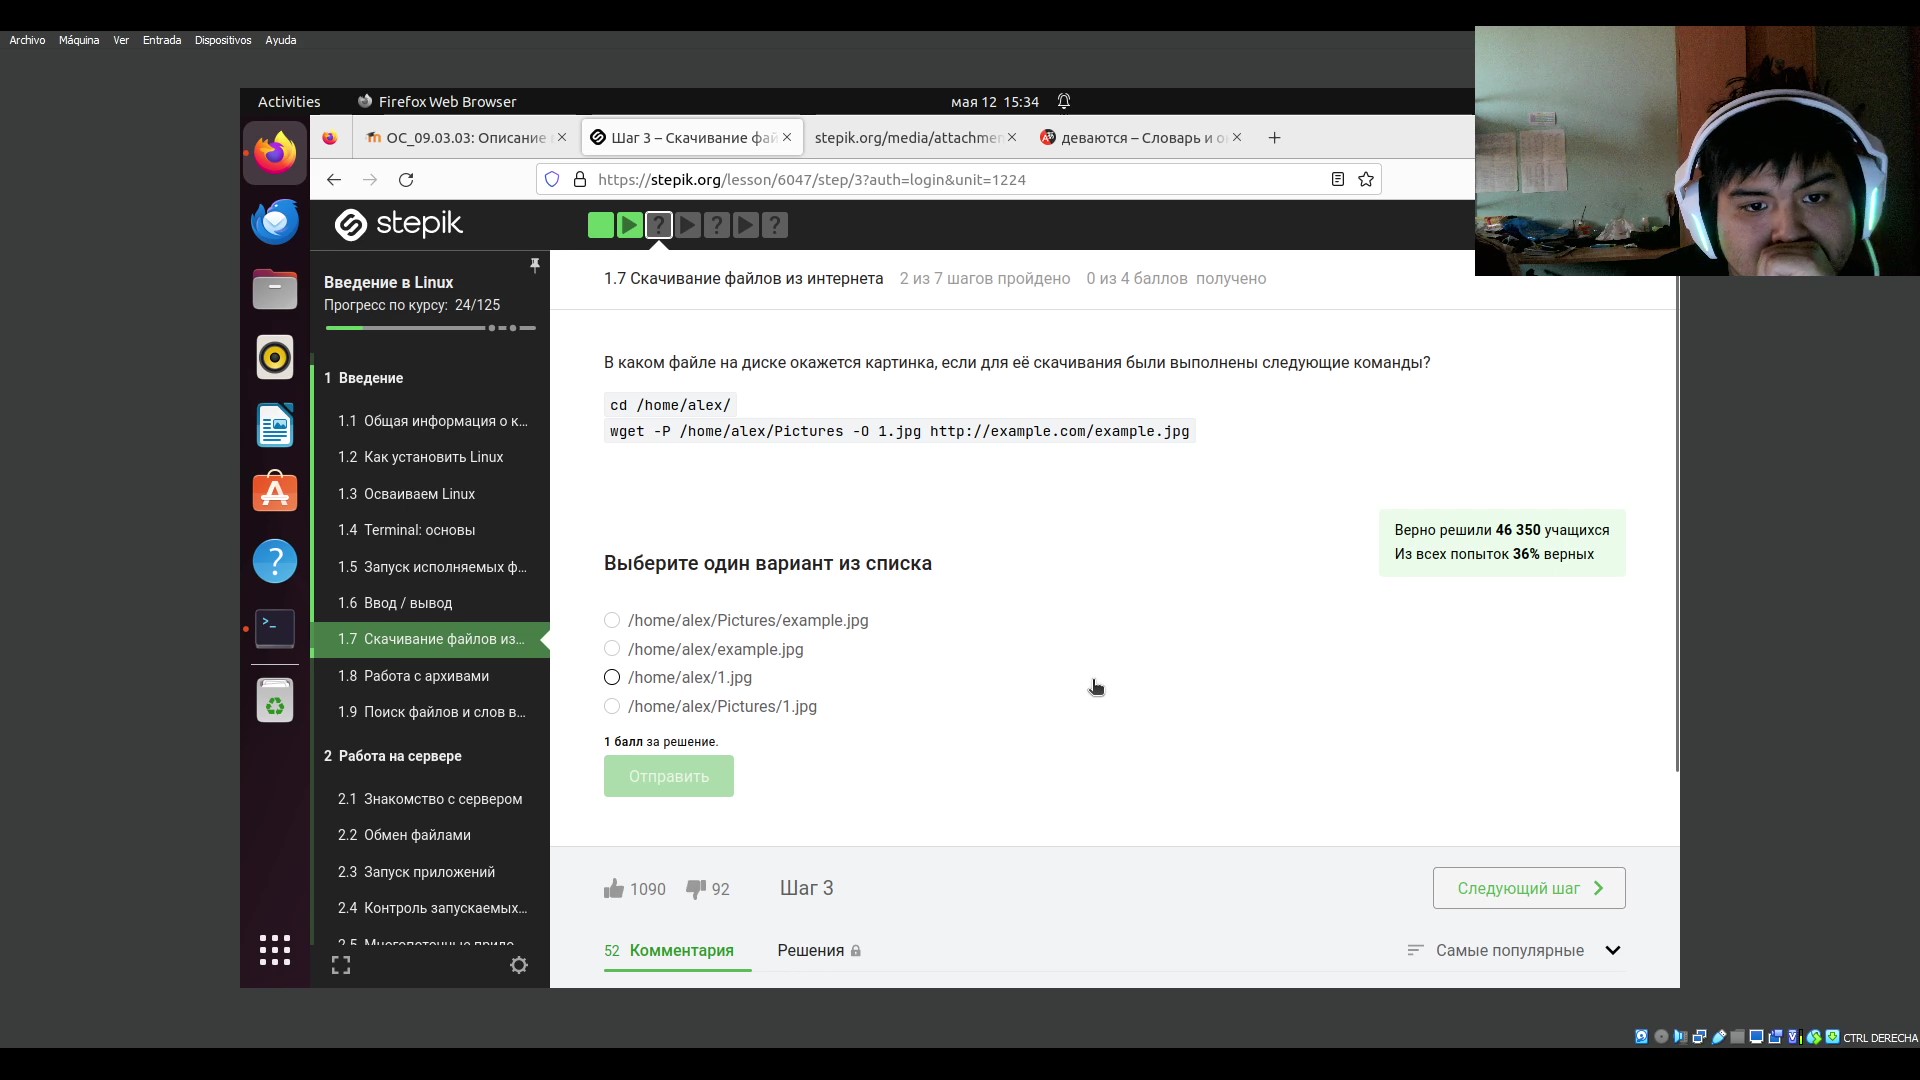 Archivo Máquina Ver Entrada Dispositivos Ayuda
Activities Firefox Web Browser мая 12 15:34
ОС_09.03.03: Описание Шаг 3 – Скачивание фай stepik.org/media/attachmen деваются – Словарь и о
https://stepik.org/lesson/6047/step/3?auth=login&unit=1224
stepik
Введение в Linux
Прогресс по курсу: 24/125
1 Введение
1.1 Общая информация о к...
1.2 Как установить Linux
1.3 Осваиваем Linux
1.4 Terminal: основы
1.5 Запуск исполняемых ф...
1.6 Ввод / вывод
1.7 Скачивание файлов из...
1.8 Работа с архивами
1.9 Поиск файлов и слов в...
2 Работа на сервере
2.1 Знакомство с сервером
2.2 Обмен файлами
2.3 Запуск приложений
2.4 Контроль запускаемых...
2.5 Многопоточные прило...
1.7 Скачивание файлов из интернета 2 из 7 шагов пройдено 0 из 4 баллов получено
В каком файле на диске окажется картинка, если для её скачивания были выполнены следующие команды?
cd /home/alex/
wget -P /home/alex/Pictures -O 1.jpg http://example.com/example.jpg
Верно решили 46 350 учащихся
Из всех попыток 36% верных
Выберите один вариант из списка
/home/alex/Pictures/example.jpg
/home/alex/example.jpg
/home/alex/1.jpg
/home/alex/Pictures/1.jpg
1 балл за решение.
Отправить
1090 92 Шаг 3 Следующий шаг
52 Комментария Решения Самые популярные
CTRL DERECHA